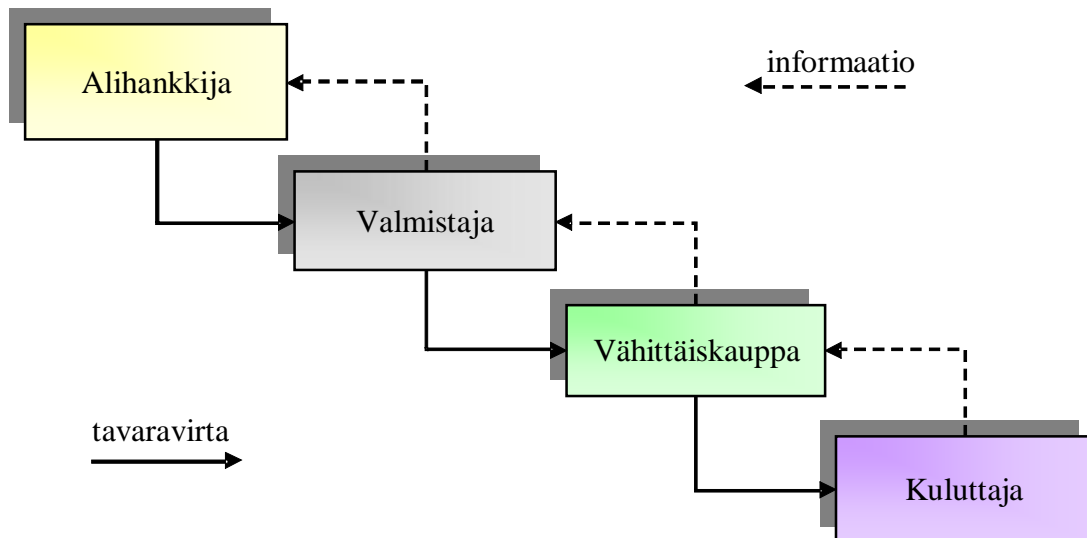 Alihankkija
informaatio
Valmistaja
Vähittäiskauppa
tavaravirta
Kuluttaja